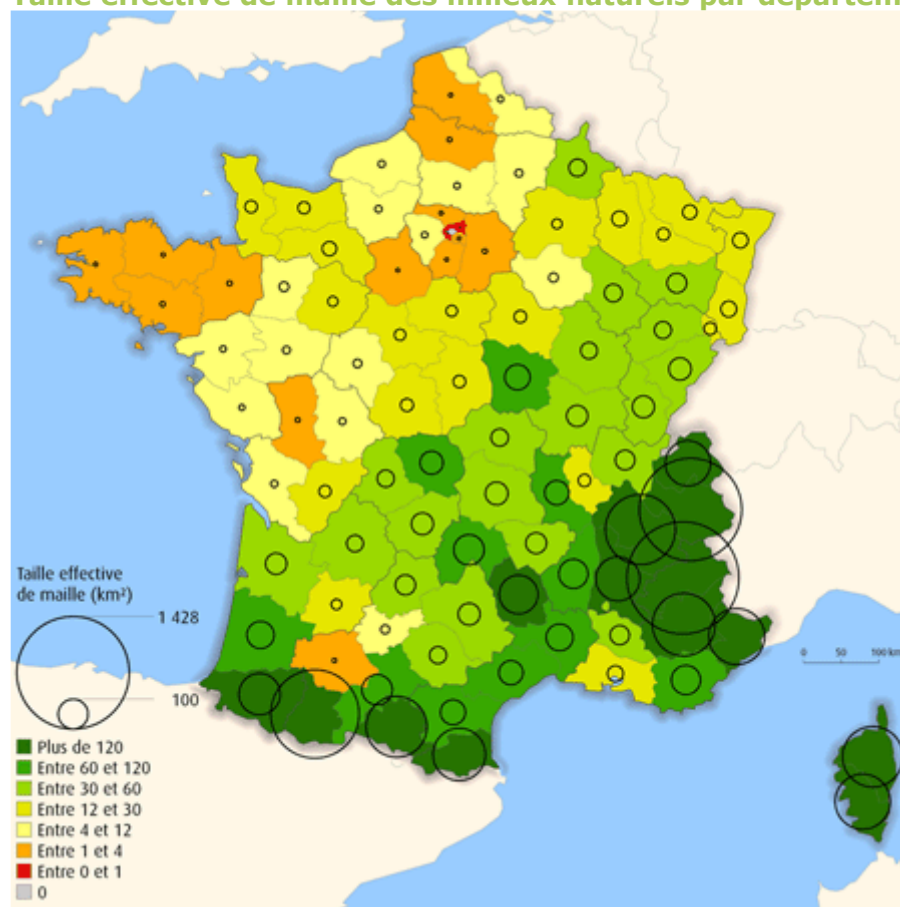 Taille effective de maille des milieux naturels par départem
Taille effective
de maille (km²)
1 428
100
0 50 100 km
Plus de 120
Entre 60 et 120
Entre 30 et 60
Entre 12 et 30
Entre 4 et 12
Entre 1 et 4
Entre 0 et 1
0